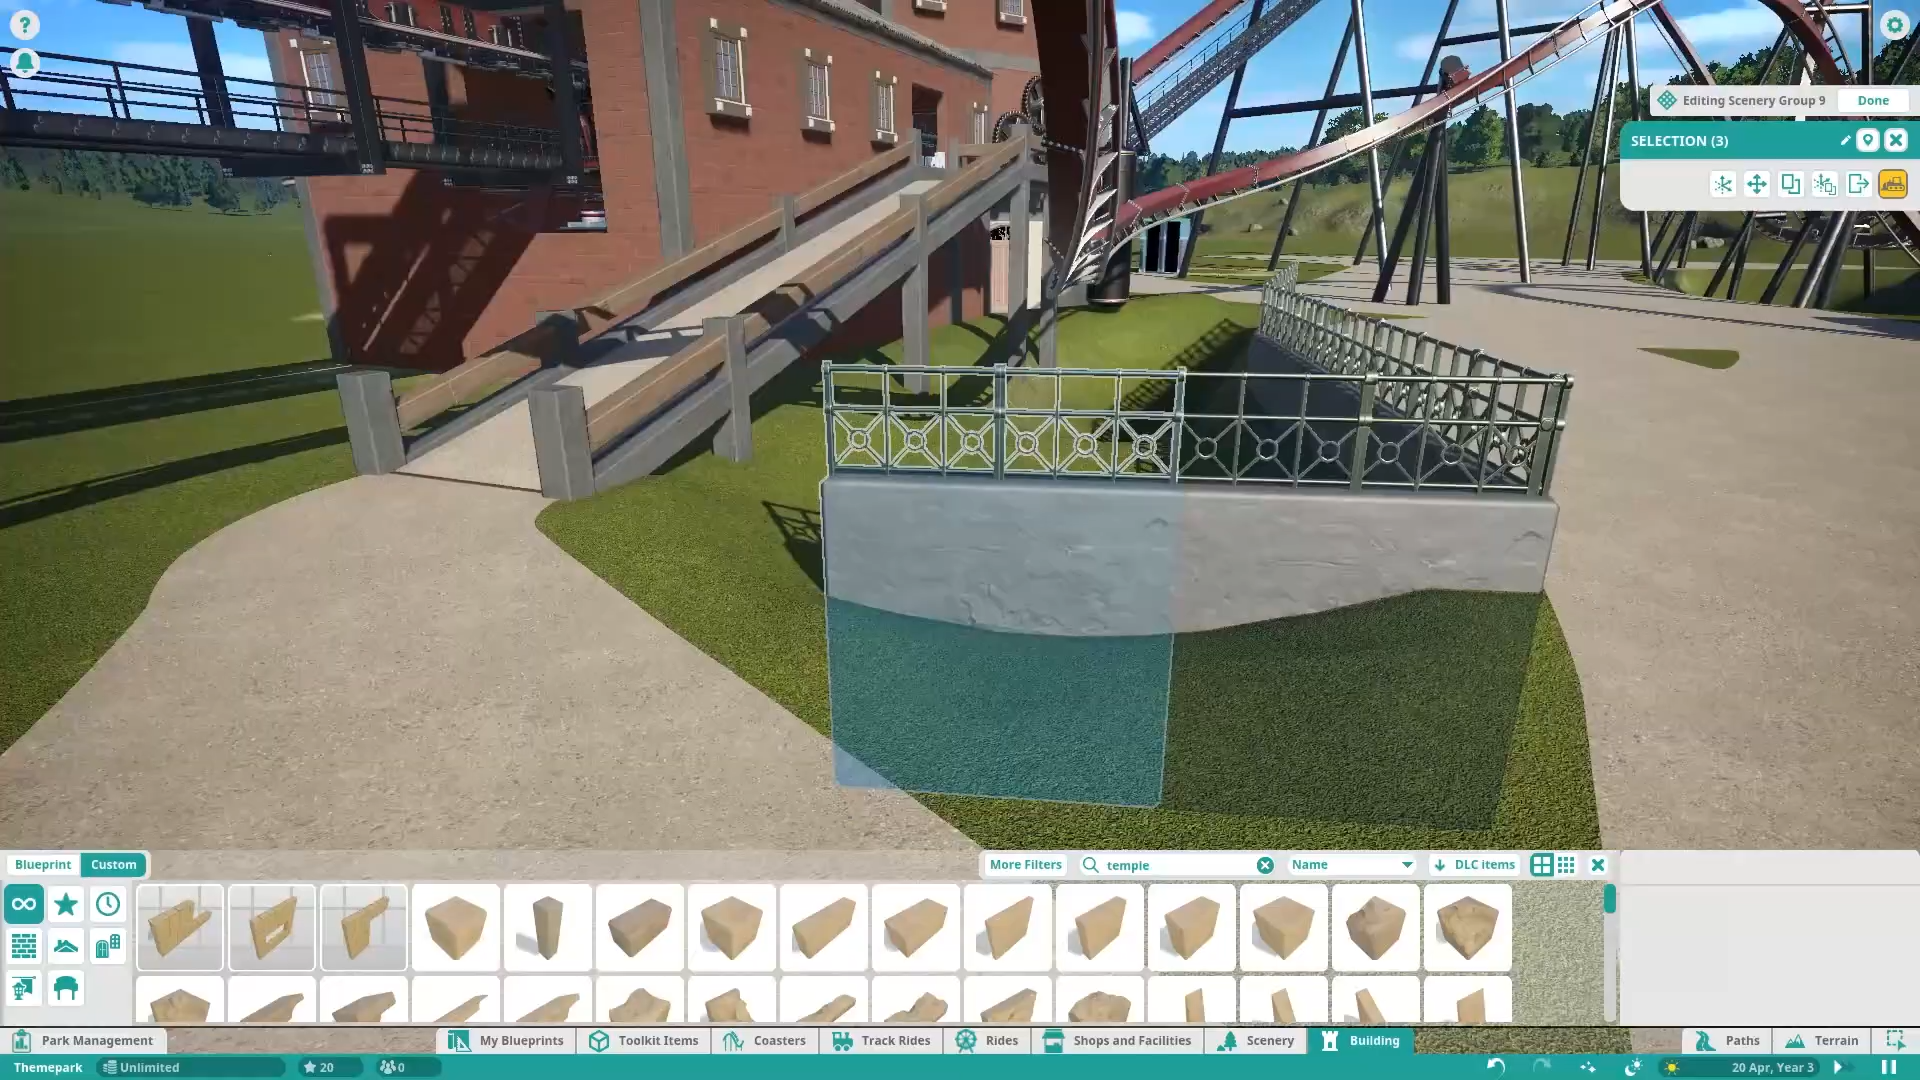 Editing Scenery Group 9 Done
SELECTION (3)
Blueprint Custom More Filters temple Name DLC items
Park Management My Blueprints Toolkit Items Coasters Track Rides Rides Shops and Facilities Scenery Building Paths Terrain
Themepark Unlimited 20 0 20 Apr, Year 3